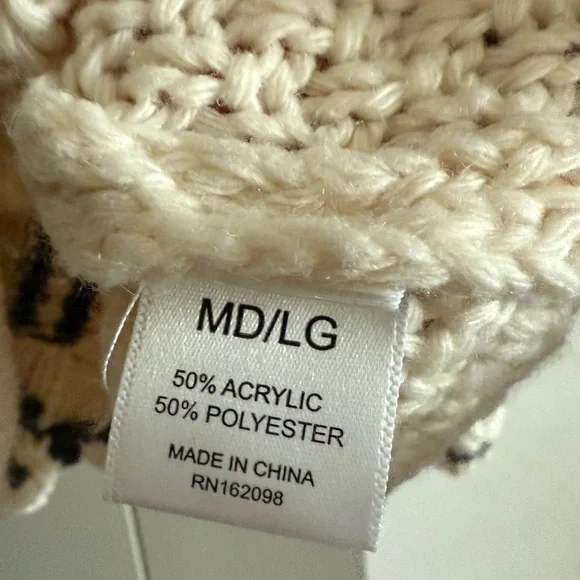 MD/LG
50% ACRYLIC
50% POLYESTER
MADE IN CHINA
RN162098